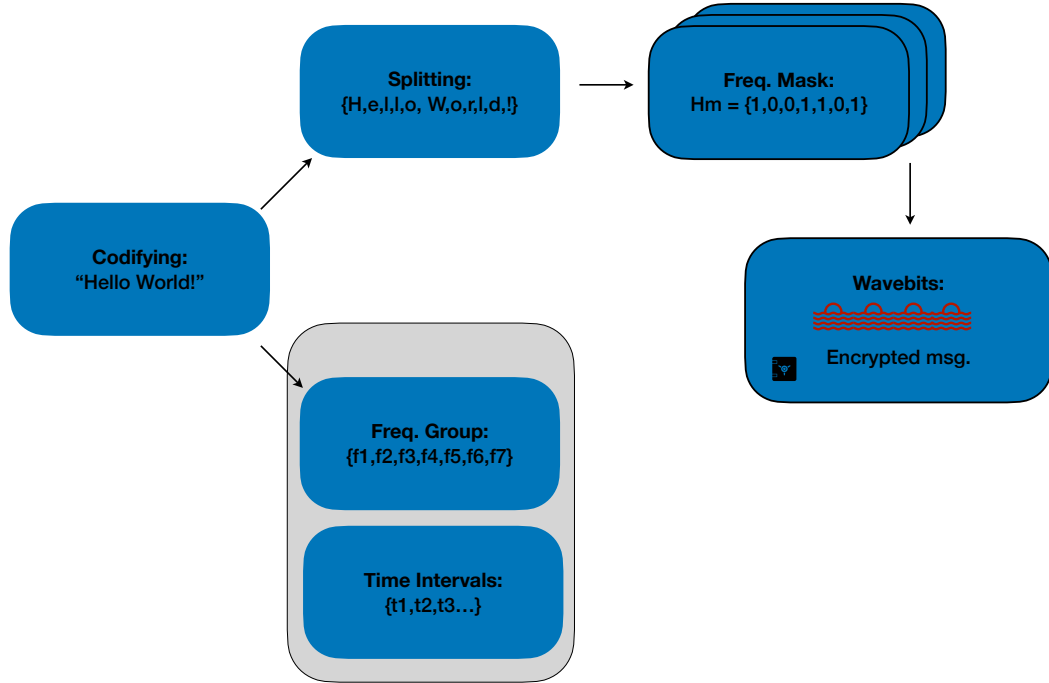 Splitting:
{H,e,l,l,o, W,o,r,l,d,!}
Freq. Mask:
Hm = {1,0,0,1,1,0,1}
Codifying:
“Hello World!”
Wavebits:
Encrypted msg.
Freq. Group:
{f1,f2,f3,f4,f5,f6,f7}
Time Intervals:
{t1,t2,t3…}